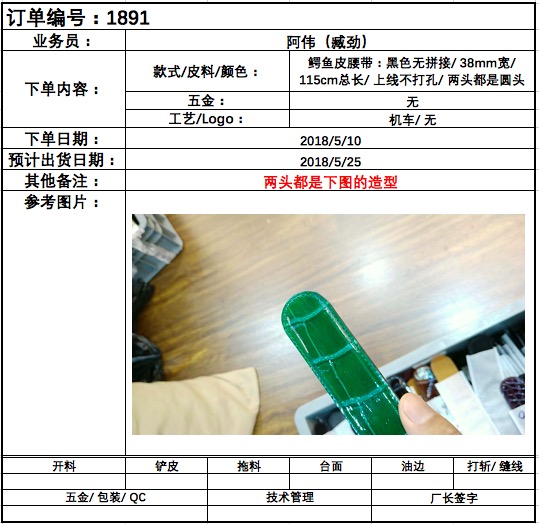 订单编号：1891
业务员：
阿伟（臧劲）
下单内容：
款式/皮料/颜色：
鳄鱼皮腰带：黑色无拼接/ 38mm宽/
115cm总长/ 上线不打孔/ 两头都是圆头
五金：
无
工艺/Logo：
机车/ 无
下单日期：
2018/5/10
预计出货日期：
2018/5/25
其他备注：
两头都是下图的造型
参考图片：
开料
铲皮
拖料
台面
油边
打斩/ 缝线
五金/ 包装/ QC
技术管理
厂长签字